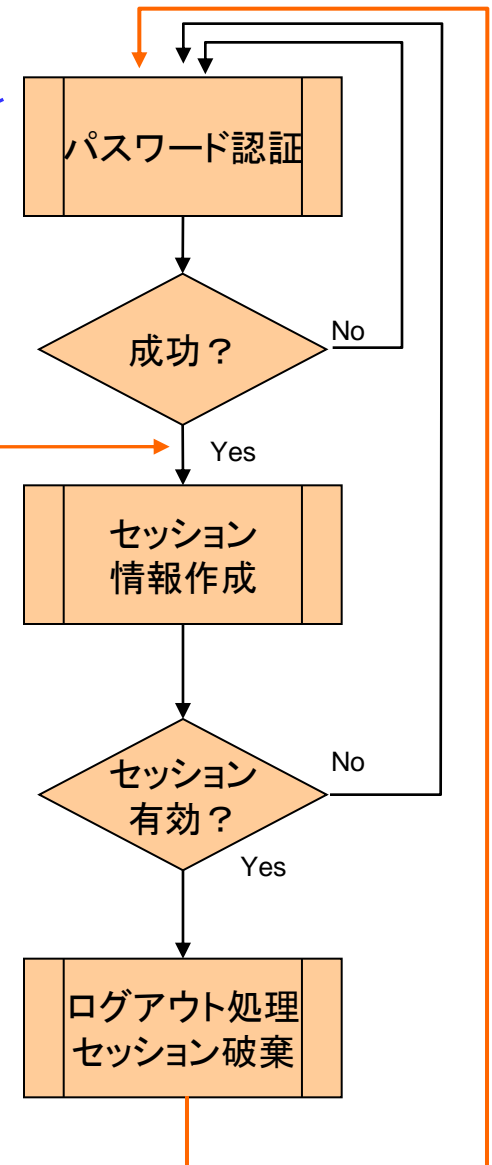 パスワード認証
成功？
No
Yes
セッション
情報作成
セッション
有効？
No
Yes
ログアウト処理
セッション破棄